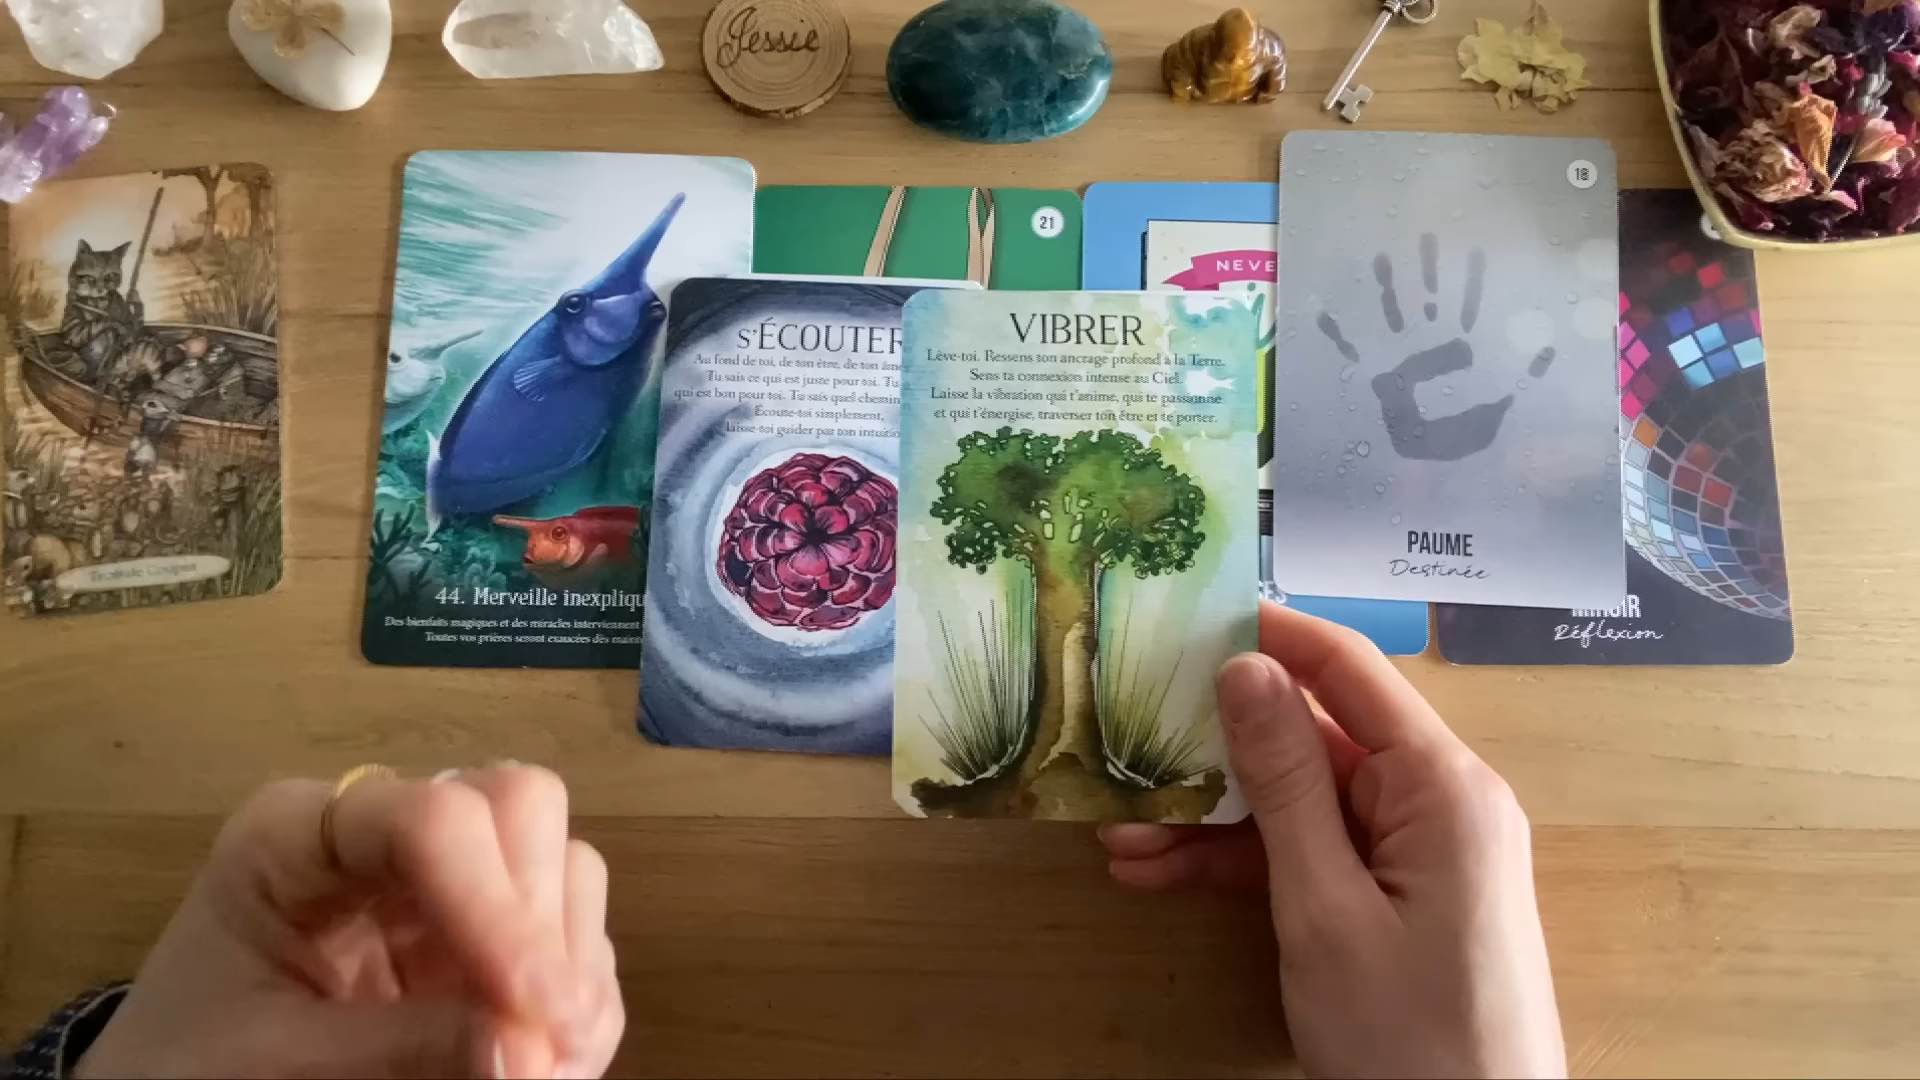 Jessie
21
NEVE
18
S'ÉCOUTER
Au fond de toi, de ton être, de ton âme
Tu sais ce qui est juste pour toi. Tu
qui est bon pour toi. Tu sais quel chemin
Écoute-toi simplement,
Laisse-toi guider par ton intuitio
VIBRER
Lève-toi. Ressens ton ancrage profond à la Terre.
Sens ta connexion intense au Ciel.
Laisse la vibration qui t'anime, qui te passionne
et qui t'énergise, traverser ton être et te porter.
PAUME
Destinée
44. Merveille inexpliqu
Des bienfaits magiques et des miracles interviennent
Toutes vos prières seront exaucées dès maint
MIROIR
Réflexion